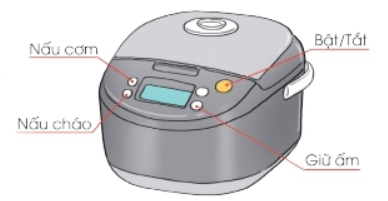 Nấu cơm
Bật/Tắt
Nấu cháo
Giữ ấm